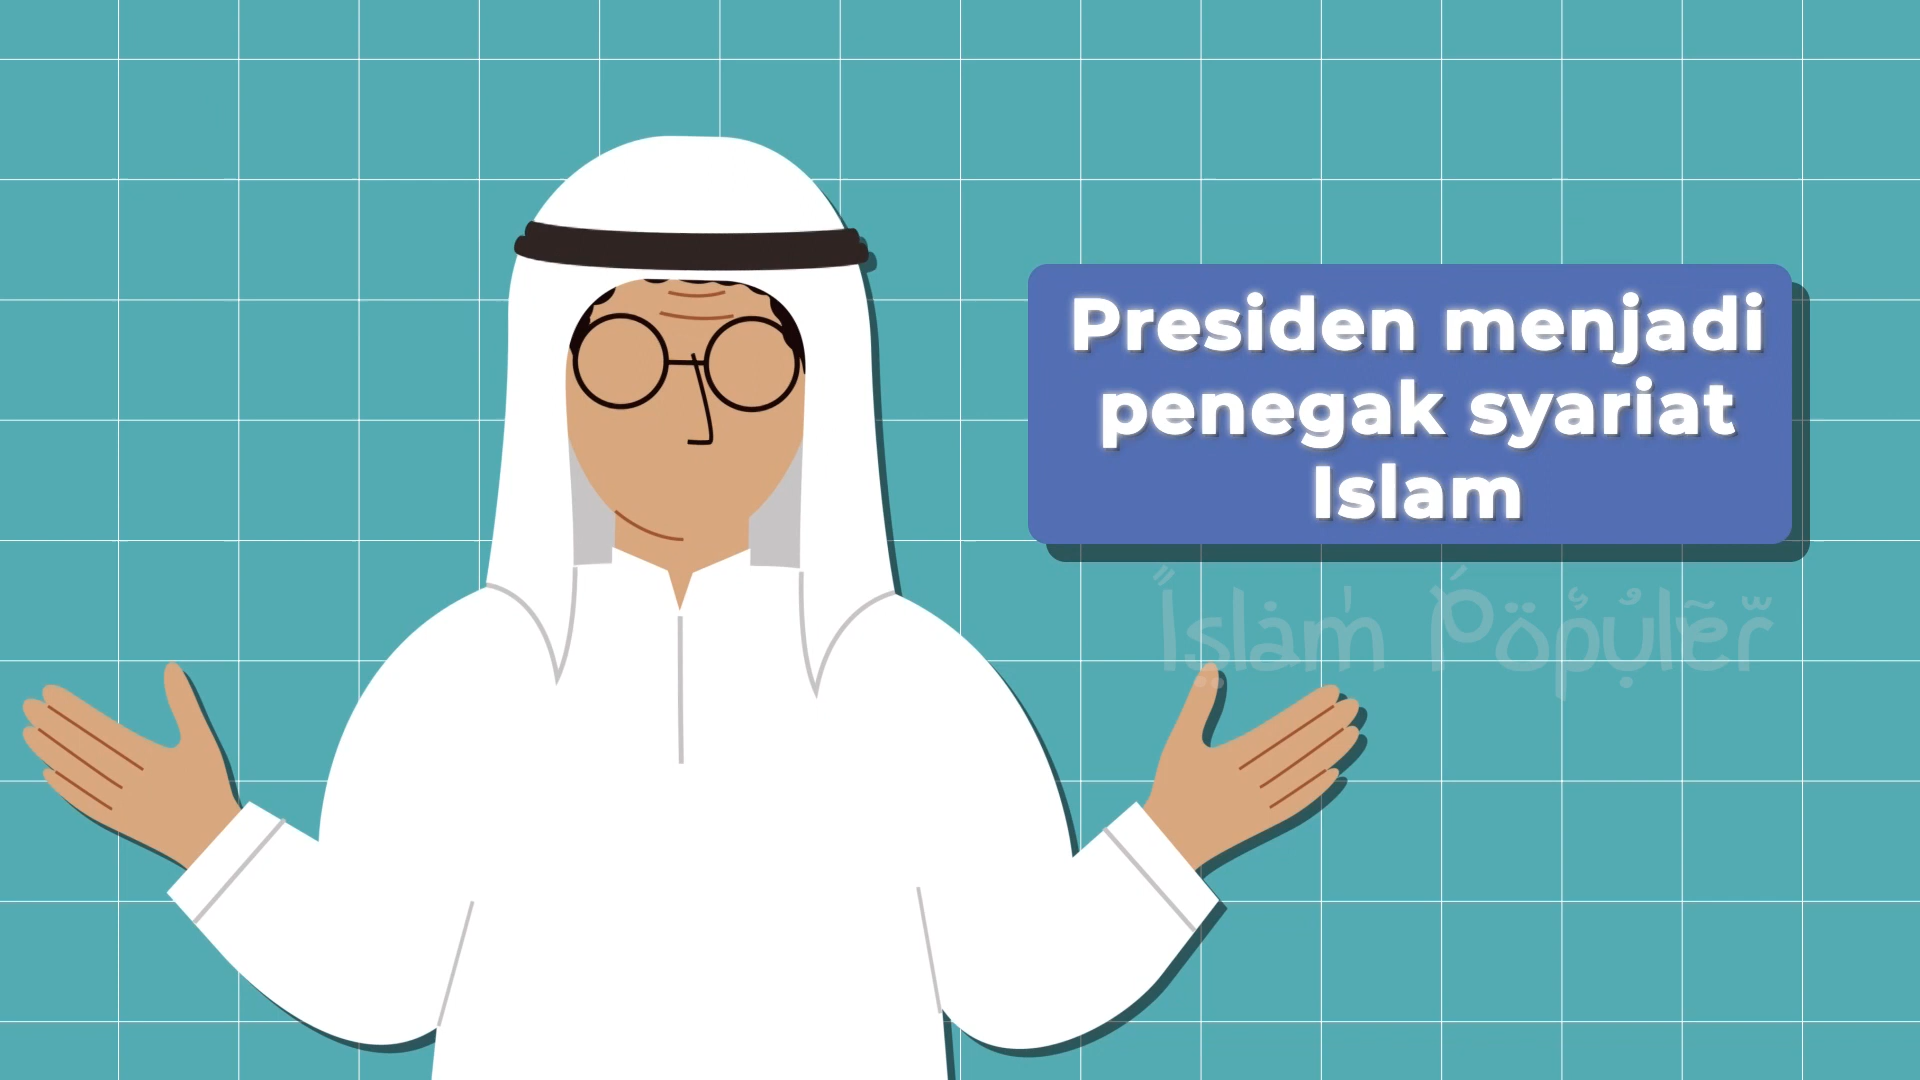 Presiden menjadi
penegak syariat
Islam
Islam Populer